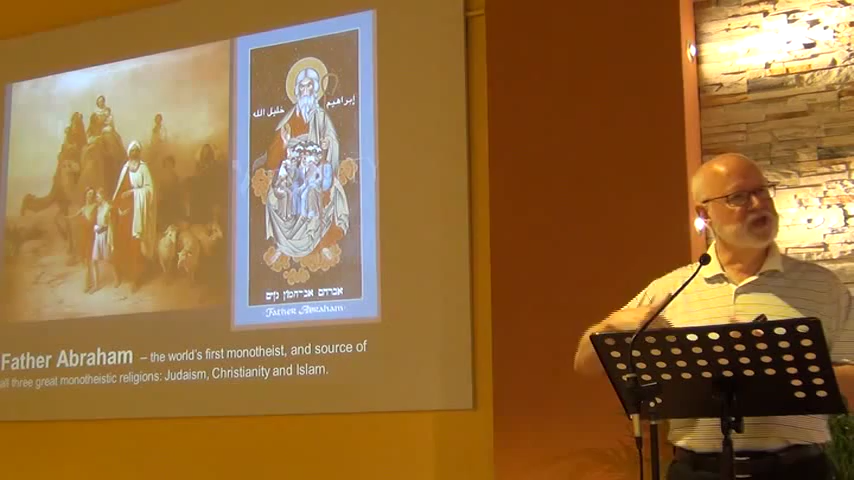 إبراهيم خليل الله
Father Abraham
Father Abraham – the world's first monotheist, and source of
all three great monotheistic religions: Judaism, Christianity and Islam.